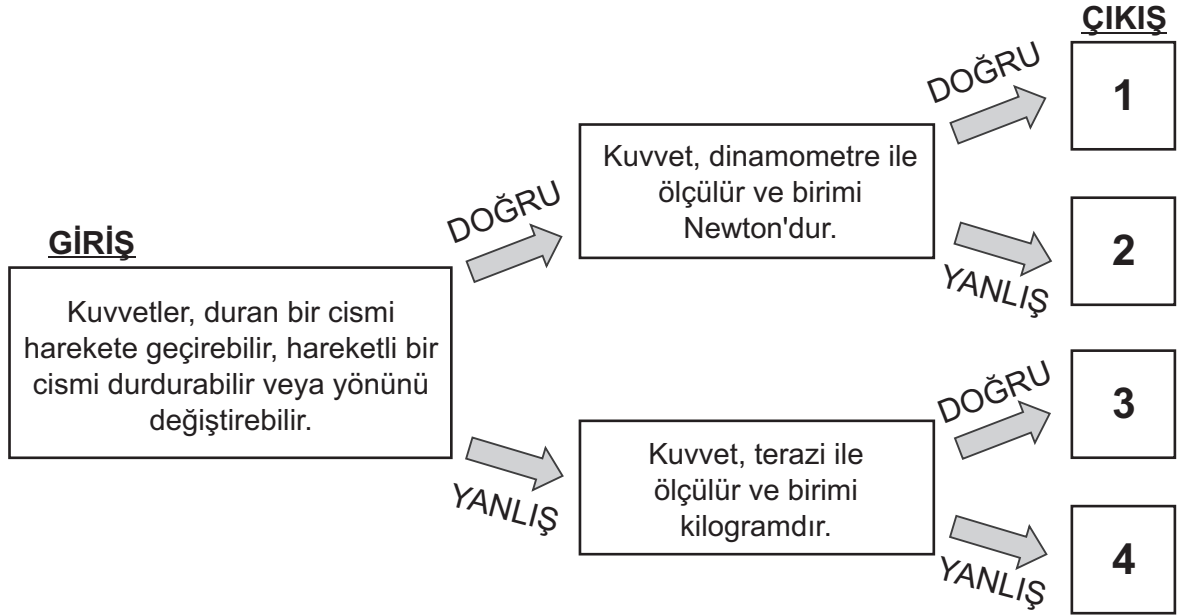 ÇIKIŞ
DOĞRU
1
Kuvvet, dinamometre ile
ölçülür ve birimi
Newton'dur.
DOĞRU
YANLIŞ
2
GİRİŞ
Kuvvetler, duran bir cismi
harekete geçirebilir, hareketli bir
cismi durdurabilir veya yönünü
değiştirebilir.
DOĞRU
3
YANLIŞ
Kuvvet, terazi ile
ölçülür ve birimi
kilogramdır.
YANLIŞ
4